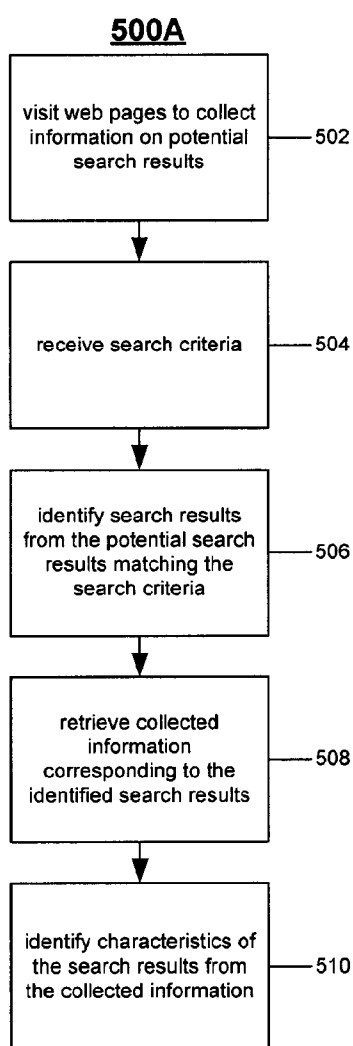 500A
visit web pages to collect
information on potential
search results
502
receive search criteria
504
identify search results
from the potential search
results matching the
search criteria
506
retrieve collected
information
corresponding to the
identified search results
508
identify characteristics of
the search results from
the collected information
510